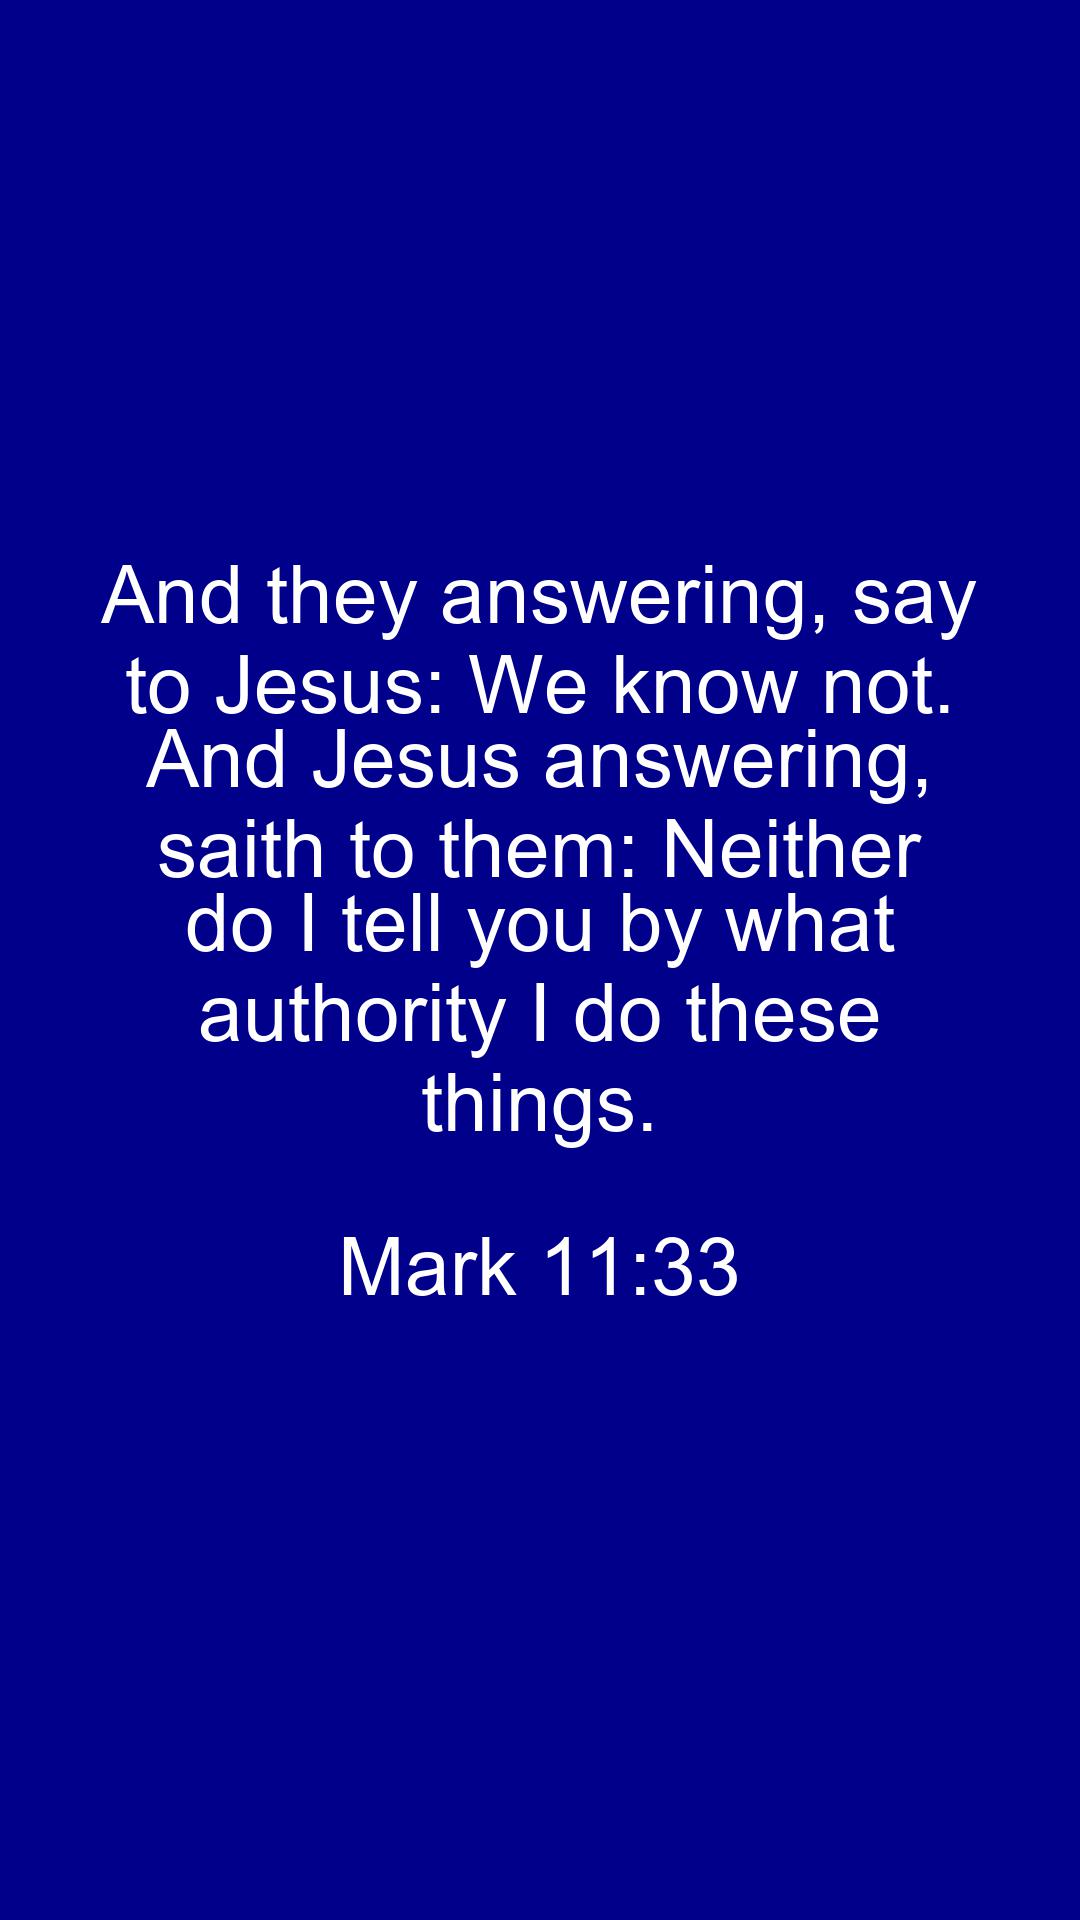 And they answering, say
to Jesus: We know not.
And Jesus answering,
saith to them: Neither
do I tell you by what
authority I do these
things.
Mark 11:33